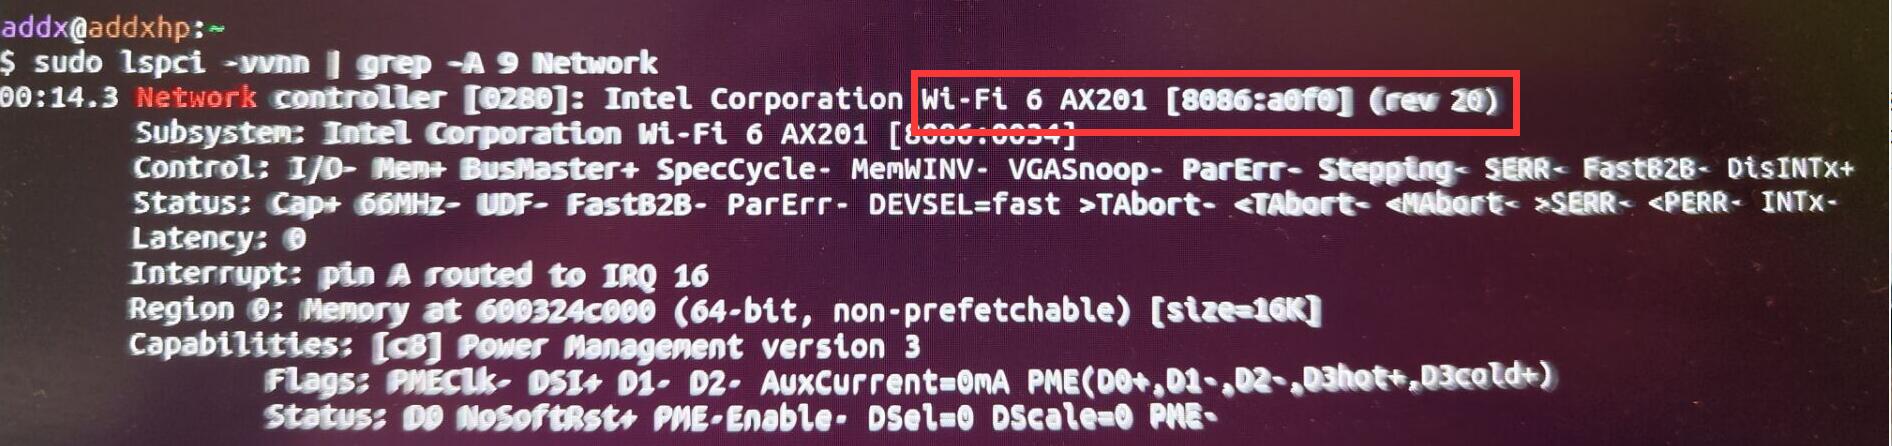 addx@addxhp:~
$ sudo lspci -vvnn | grep -A 9 Network
00:14.3 Network controller [0280]: Intel Corporation Wi-Fi 6 AX201 [8086:a0f0] (rev 20)
Subsystem: Intel Corporation Wi-Fi 6 AX201 [8086:0034]
Control: I/O- Mem+ BusMaster+ SpecCycle- MemWINV- VGASnoop- ParErr- Stepping- SERR- FastB2B- DisINTx+
Status: Cap+ 66MHz- UDF- FastB2B- ParErr- DEVSEL=fast >TAbort- <TAbort- <MAbort- >SERR- <PERR- INTx-
Latency: 0
Interrupt: pin A routed to IRQ 16
Region 0: Memory at 600324c000 (64-bit, non-prefetchable) [size=16K]
Capabilities: [c8] Power Management version 3
Flags: PMEClk- DSI+ D1- D2- AuxCurrent=0mA PME(D0+,D1-,D2-,D3hot+,D3cold+)
Status: D0 NoSoftRst+ PME-Enable- DSel=0 DScale=0 PME-